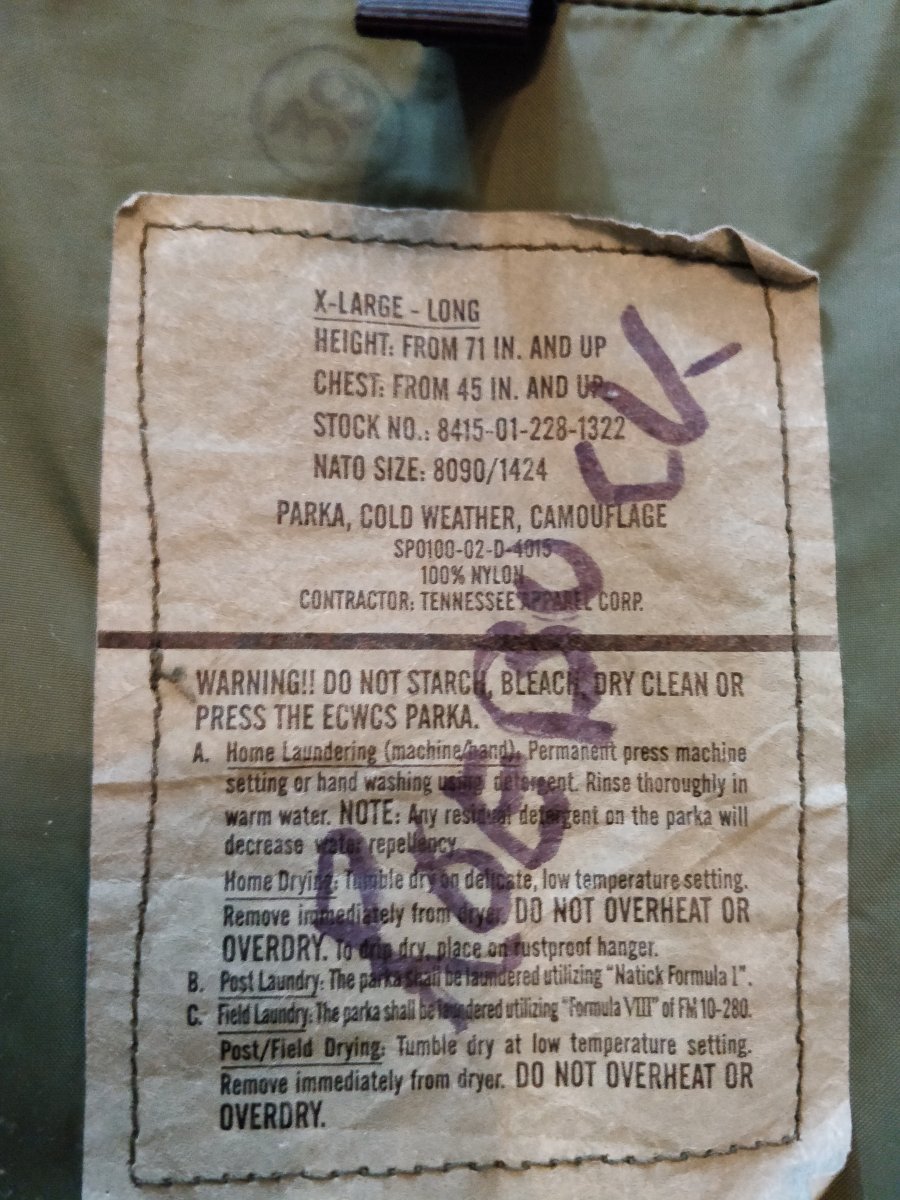 X-LARGE - LONG
HEIGHT: FROM 71 IN. AND UP
CHEST: FROM 45 IN. AND UP
STOCK NO.: 8415-01-228-1322
NATO SIZE: 8090/1424
PARKA, COLD WEATHER, CAMOUFLAGE
SPO100-02-D-4015
100% NYLON
CONTRACTOR: TENNESSEE APPAREL CORP.
WARNING!! DO NOT STARCH, BLEACH, DRY CLEAN OR
PRESS THE ECWCS PARKA.
A. Home Laundering (machine/hand): Permanent press machine
setting or hand washing using detergent. Rinse thoroughly in
warm water. NOTE: Any residual detergent on the parka will
decrease water repellency.
Home Drying: Tumble dry on delicate, low temperature setting.
Remove immediately from dryer. DO NOT OVERHEAT OR
OVERDRY. To drip dry, place on rustproof hanger.
B. Post Laundry: The parka shall be laundered utilizing "Natick Formula I".
C. Field Laundry: The parka shall be laundered utilizing "Formula VIII" of FM 10-280.
Post/Field Drying: Tumble dry at low temperature setting.
Remove immediately from dryer. DO NOT OVERHEAT OR
OVERDRY.